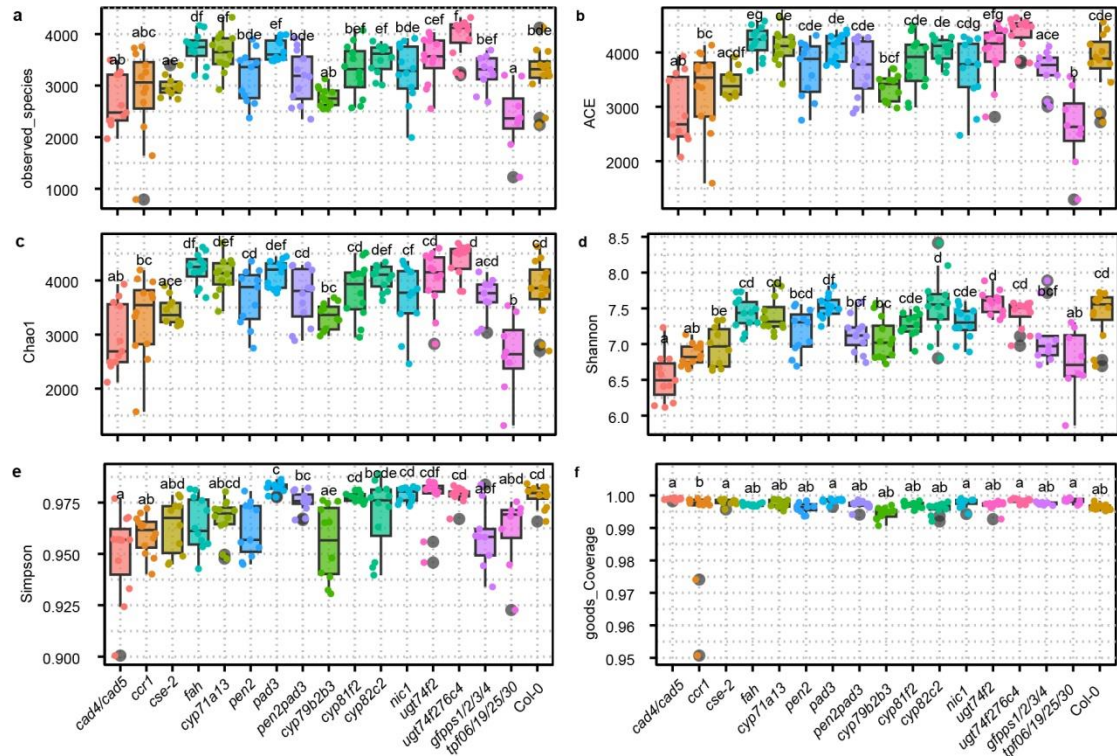 a
4000
3000
2000
1000
observed_species
ab abc ae df ef bde ef bde ab bef ef bde cef f bef a bde
b
4000
3000
2000
ACE
ab bc acdf eg de cde de cde bcf cde de cdg efg e ace b cde
c
4000
3000
2000
Chao1
ab bc ace df def cd def cd bc cd def cf cd d acd b cd
d
8.5
8.0
7.5
7.0
6.5
6.0
Shannon
a ab be d cd bcd df bcf acd cde d cd d cd bcf ab cd
e
0.975
0.950
0.925
0.900
Simpson
a ab abd ab abcd ab c bc ae cd bcde cd cdf cd abf abd cd
f
1.00
0.99
0.98
0.97
0.96
0.95
goods_Coverage
a b a ab ab ab a ab ab ab ab a ab a ab a ab
cad4/cad5
ccr1
cse-2
fah
cyp71a13
pen2
pad3
pen2pad3
cyp79b2b3
cyp81f2
cyp82c2
nic1
ugt74f2
ugt74f276c4
gfpps1/2/3/4
tpf06/19/25/30
Col-0
cad4/cad5
ccr1
cse-2
fah
cyp71a13
pen2
pad3
pen2pad3
cyp79b2b3
cyp81f2
cyp82c2
nic1
ugt74f2
ugt74f276c4
gfpps1/2/3/4
tpf06/19/25/30
Col-0